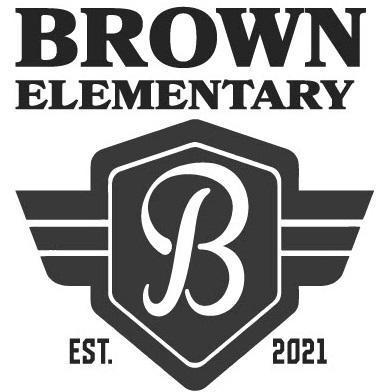 BROWN
ELEMENTARY
B
EST. 2021